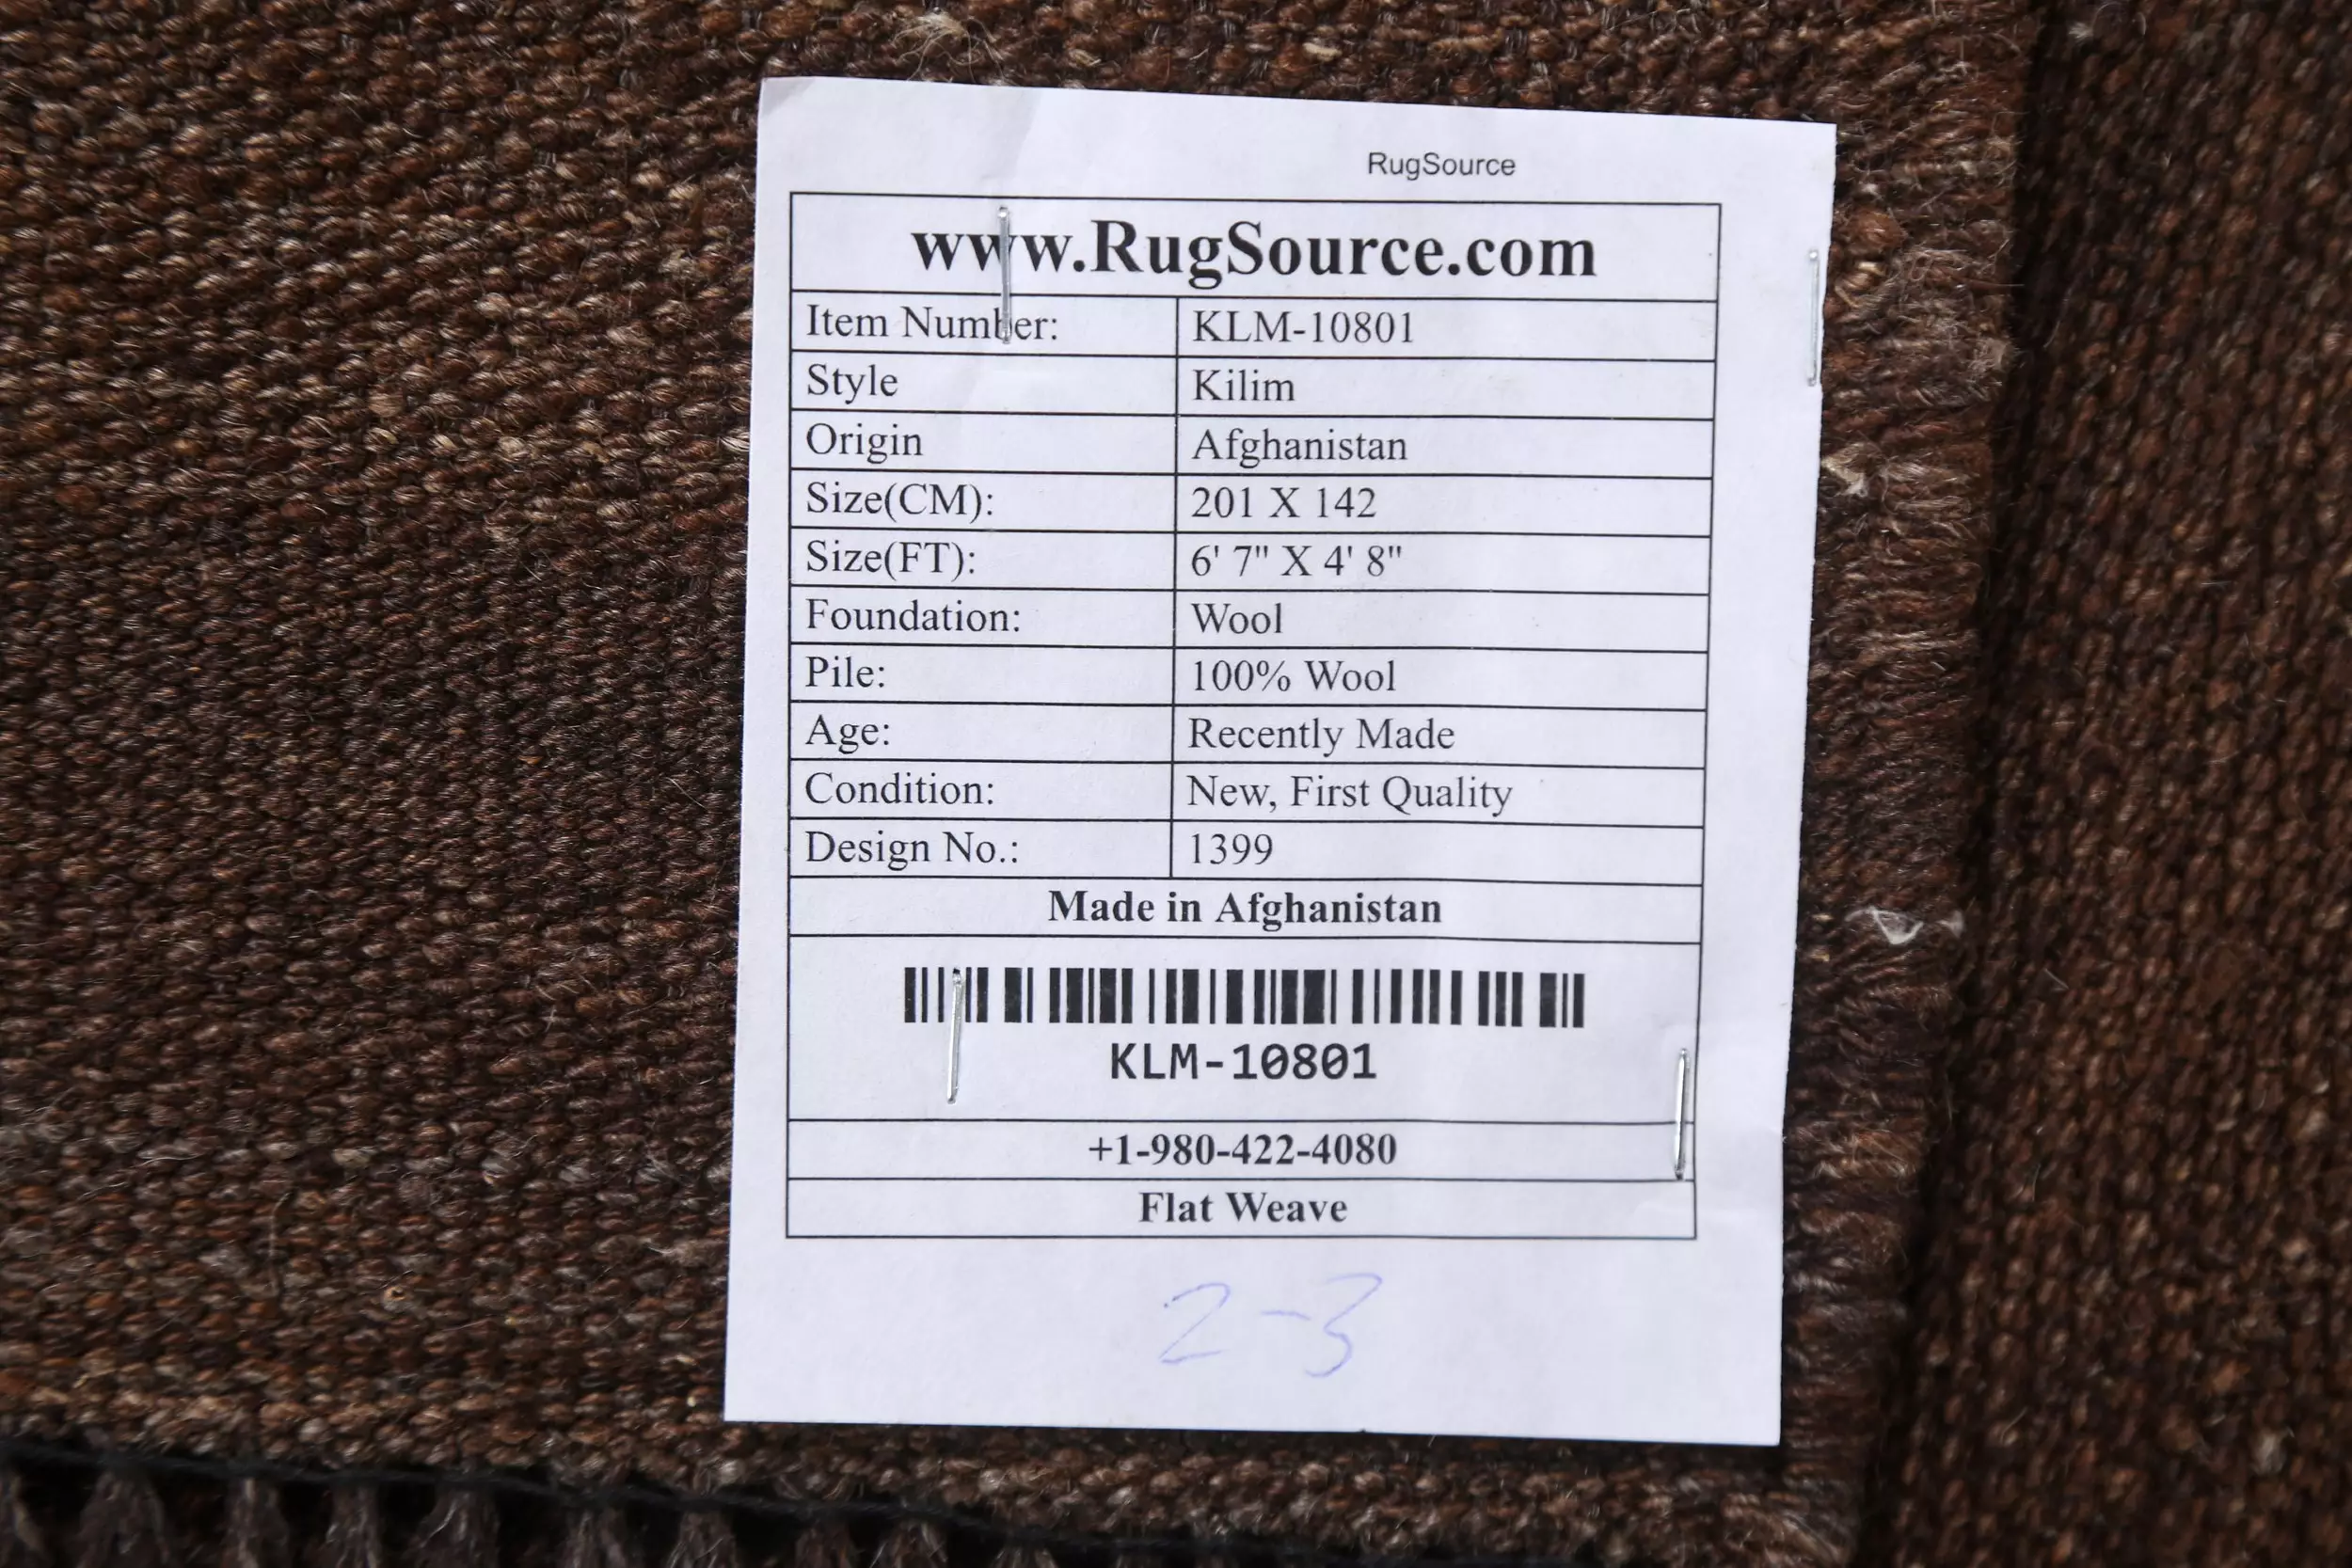 RugSource
www.RugSource.com
Item Number: KLM-10801
Style Kilim
Origin Afghanistan
Size(CM): 201 X 142
Size(FT): 6' 7" X 4' 8"
Foundation: Wool
Pile: 100% Wool
Age: Recently Made
Condition: New, First Quality
Design No.: 1399
Made in Afghanistan
KLM-10801
+1-980-422-4080
Flat Weave
2-3